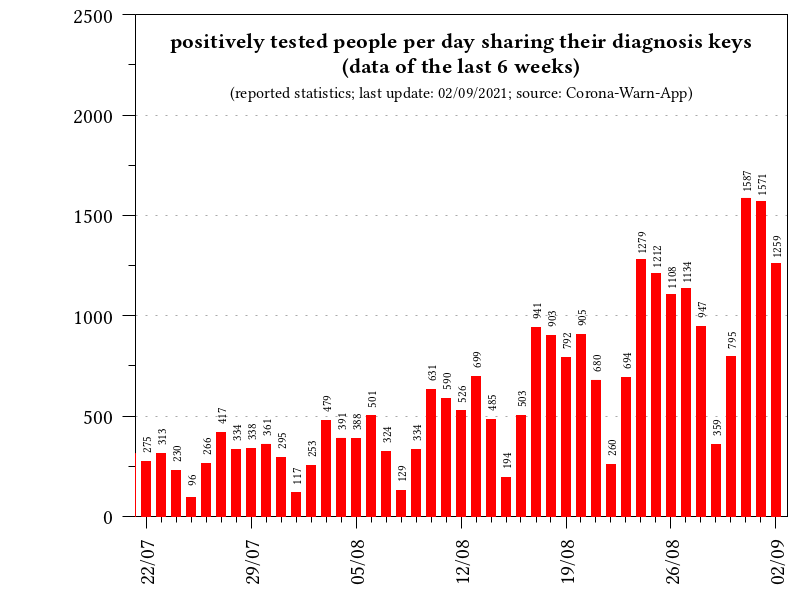 positively tested people per day sharing their diagnosis keys
(data of the last 6 weeks)
(reported statistics; last update: 02/09/2021; source: Corona-Warn-App)
2500
2000
1500
1000
500
0
275 313 230 96 266 417 334 338 361 295 117 253 479 391 388 501 324 129 334 631 590 526 699 485 194 503 941 903 792 905 680 260 694 1279 1212 1108 1134 947 359 795 1587 1571 1259
22/07 29/07 05/08 12/08 19/08 26/08 02/09